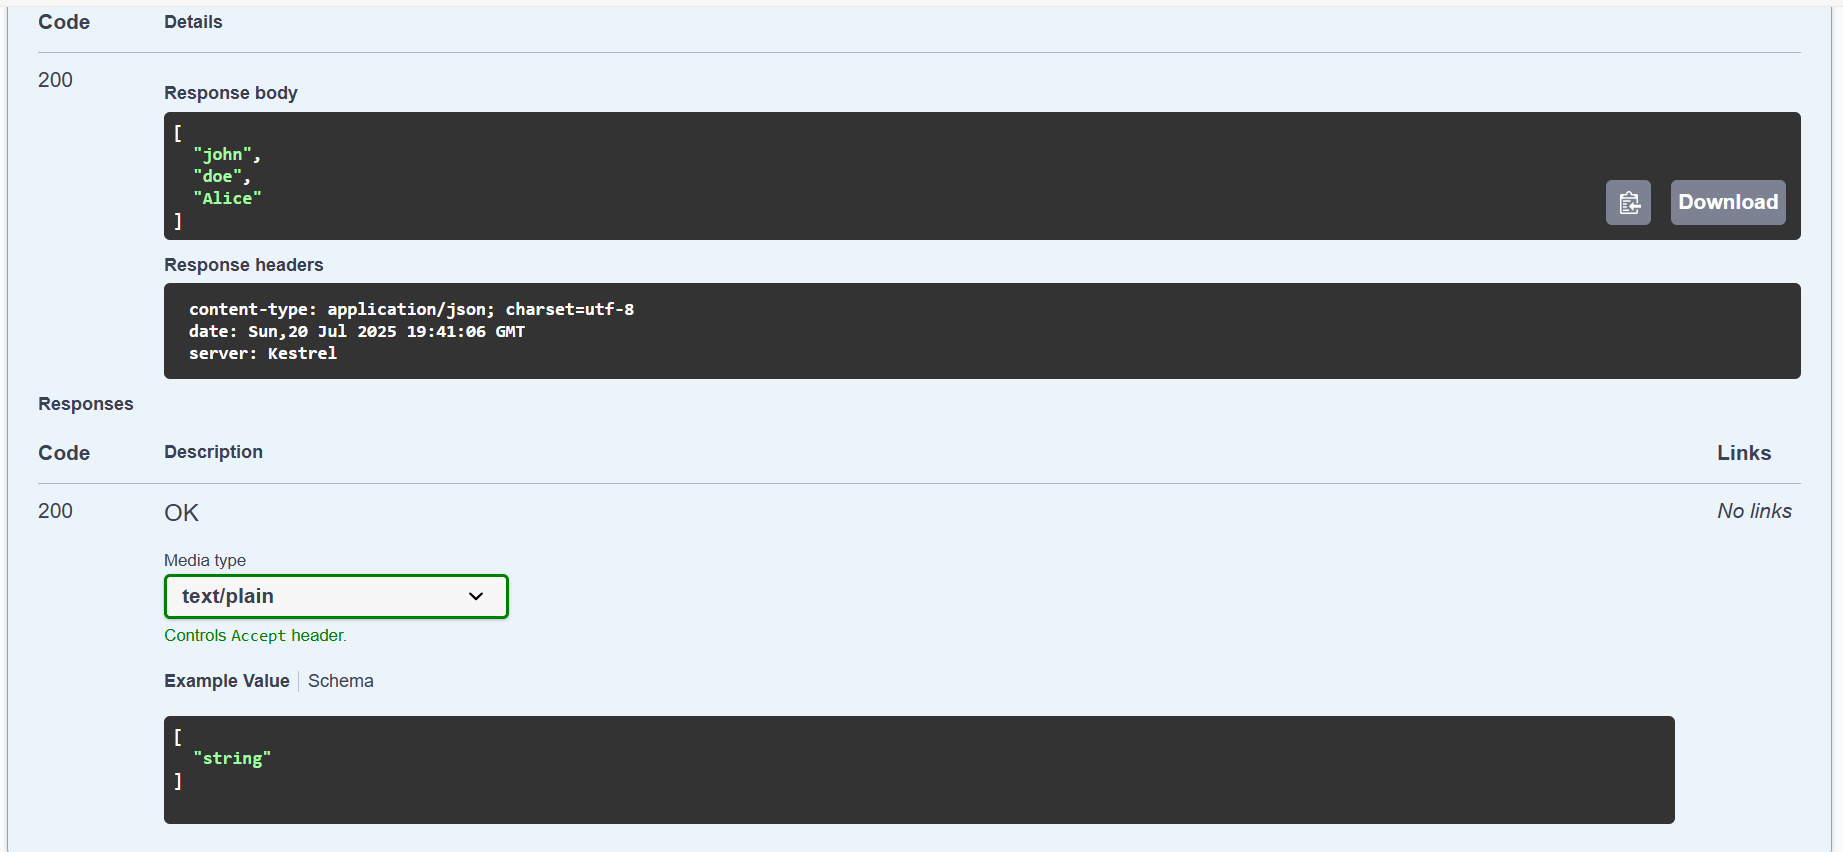 Code Details
200
Response body
[
"john",
"doe",
"Alice"
]
Download
Response headers
content-type: application/json; charset=utf-8
date: Sun,20 Jul 2025 19:41:06 GMT
server: Kestrel
Responses
Code Description Links
200 OK No links
Media type
text/plain
Controls Accept header.
Example Value Schema
[
"string"
]